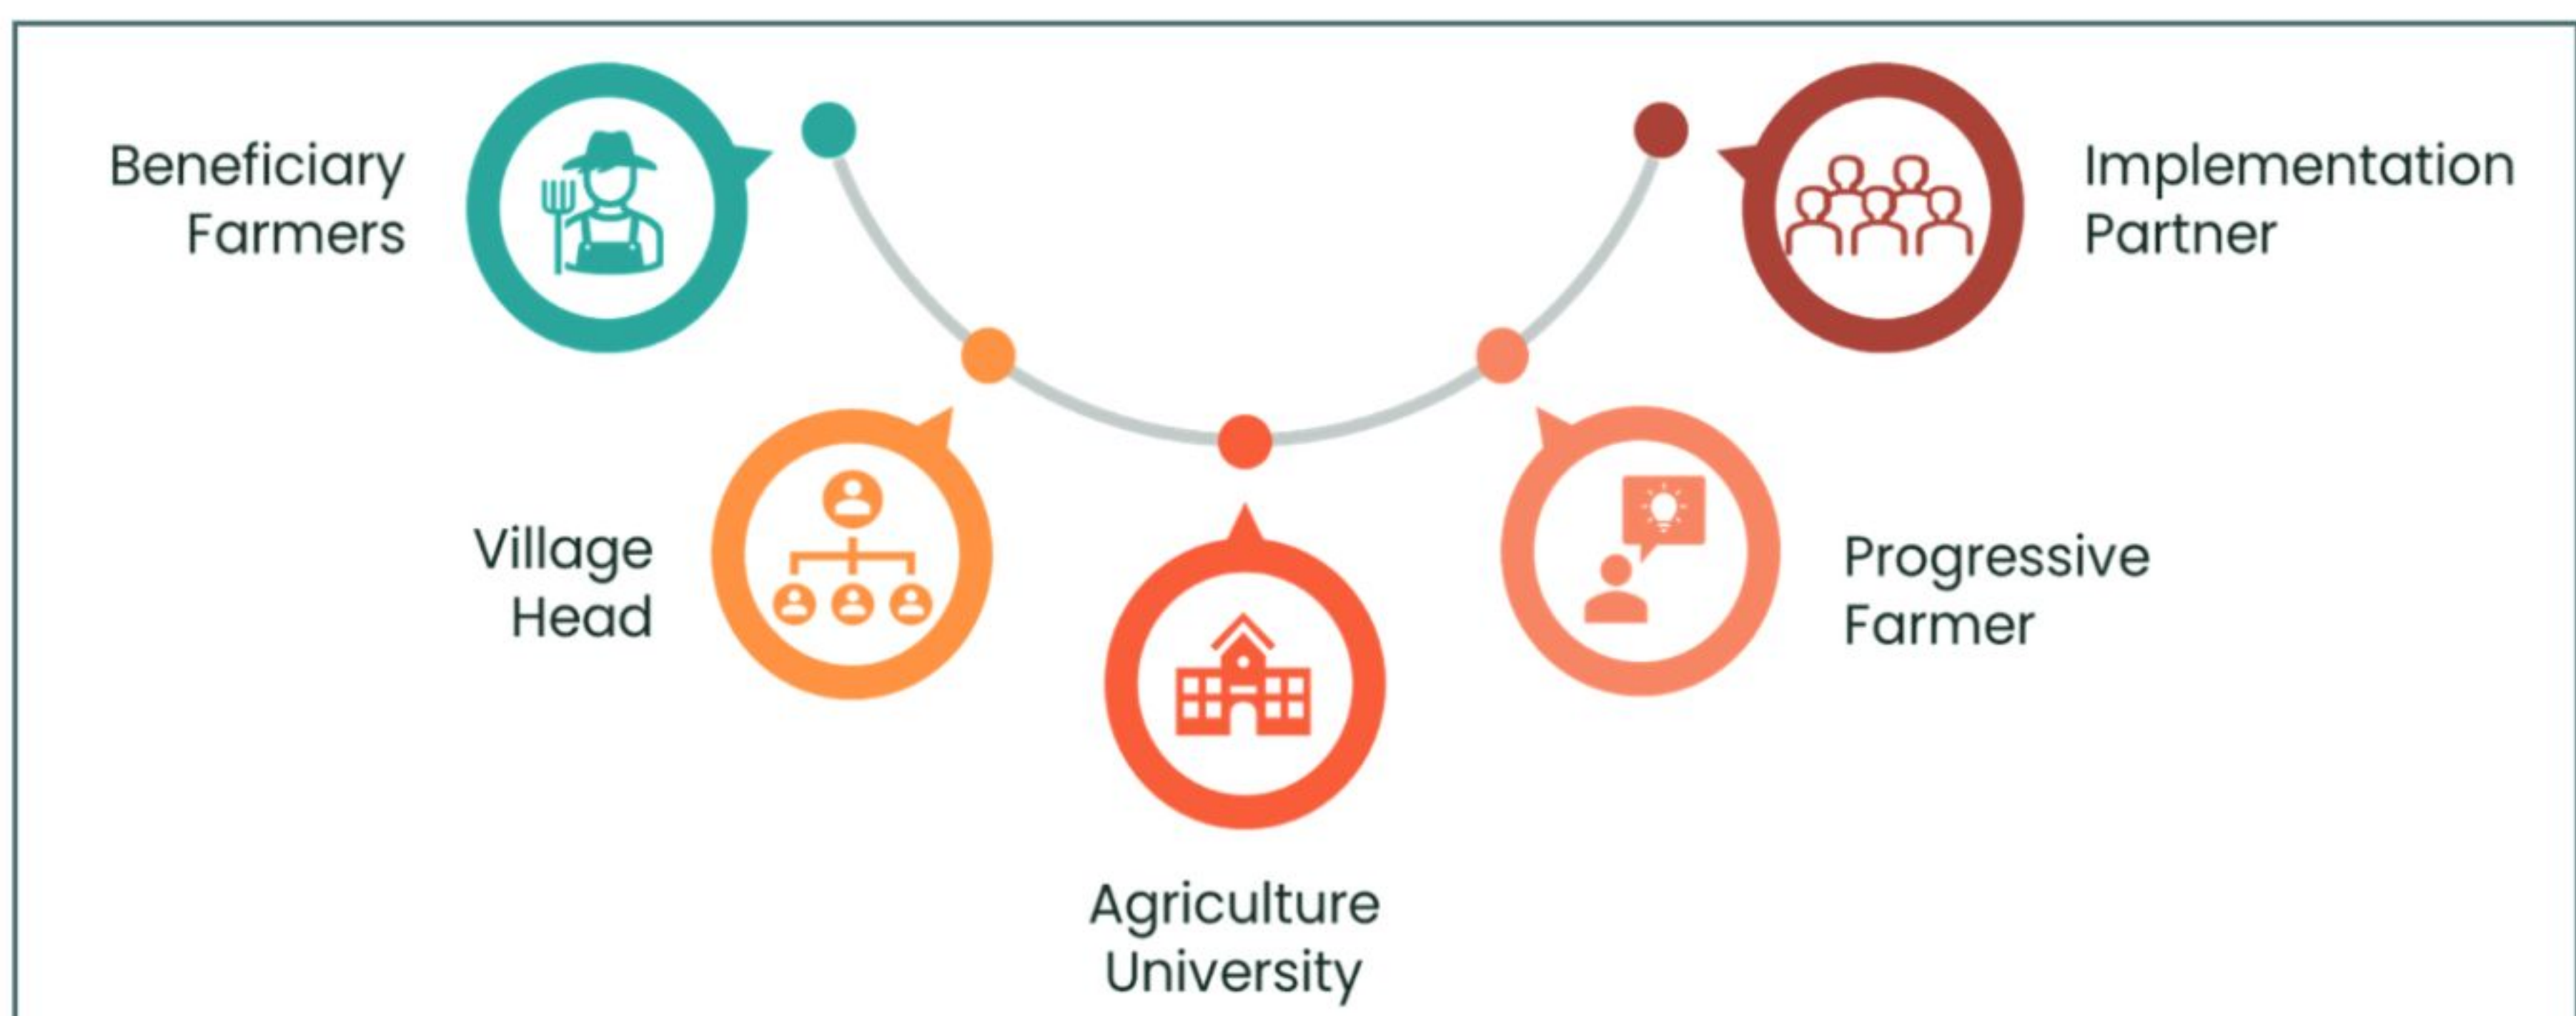 Beneficiary
Farmers
Village
Head
Agriculture
University
Progressive
Farmer
Implementation
Partner